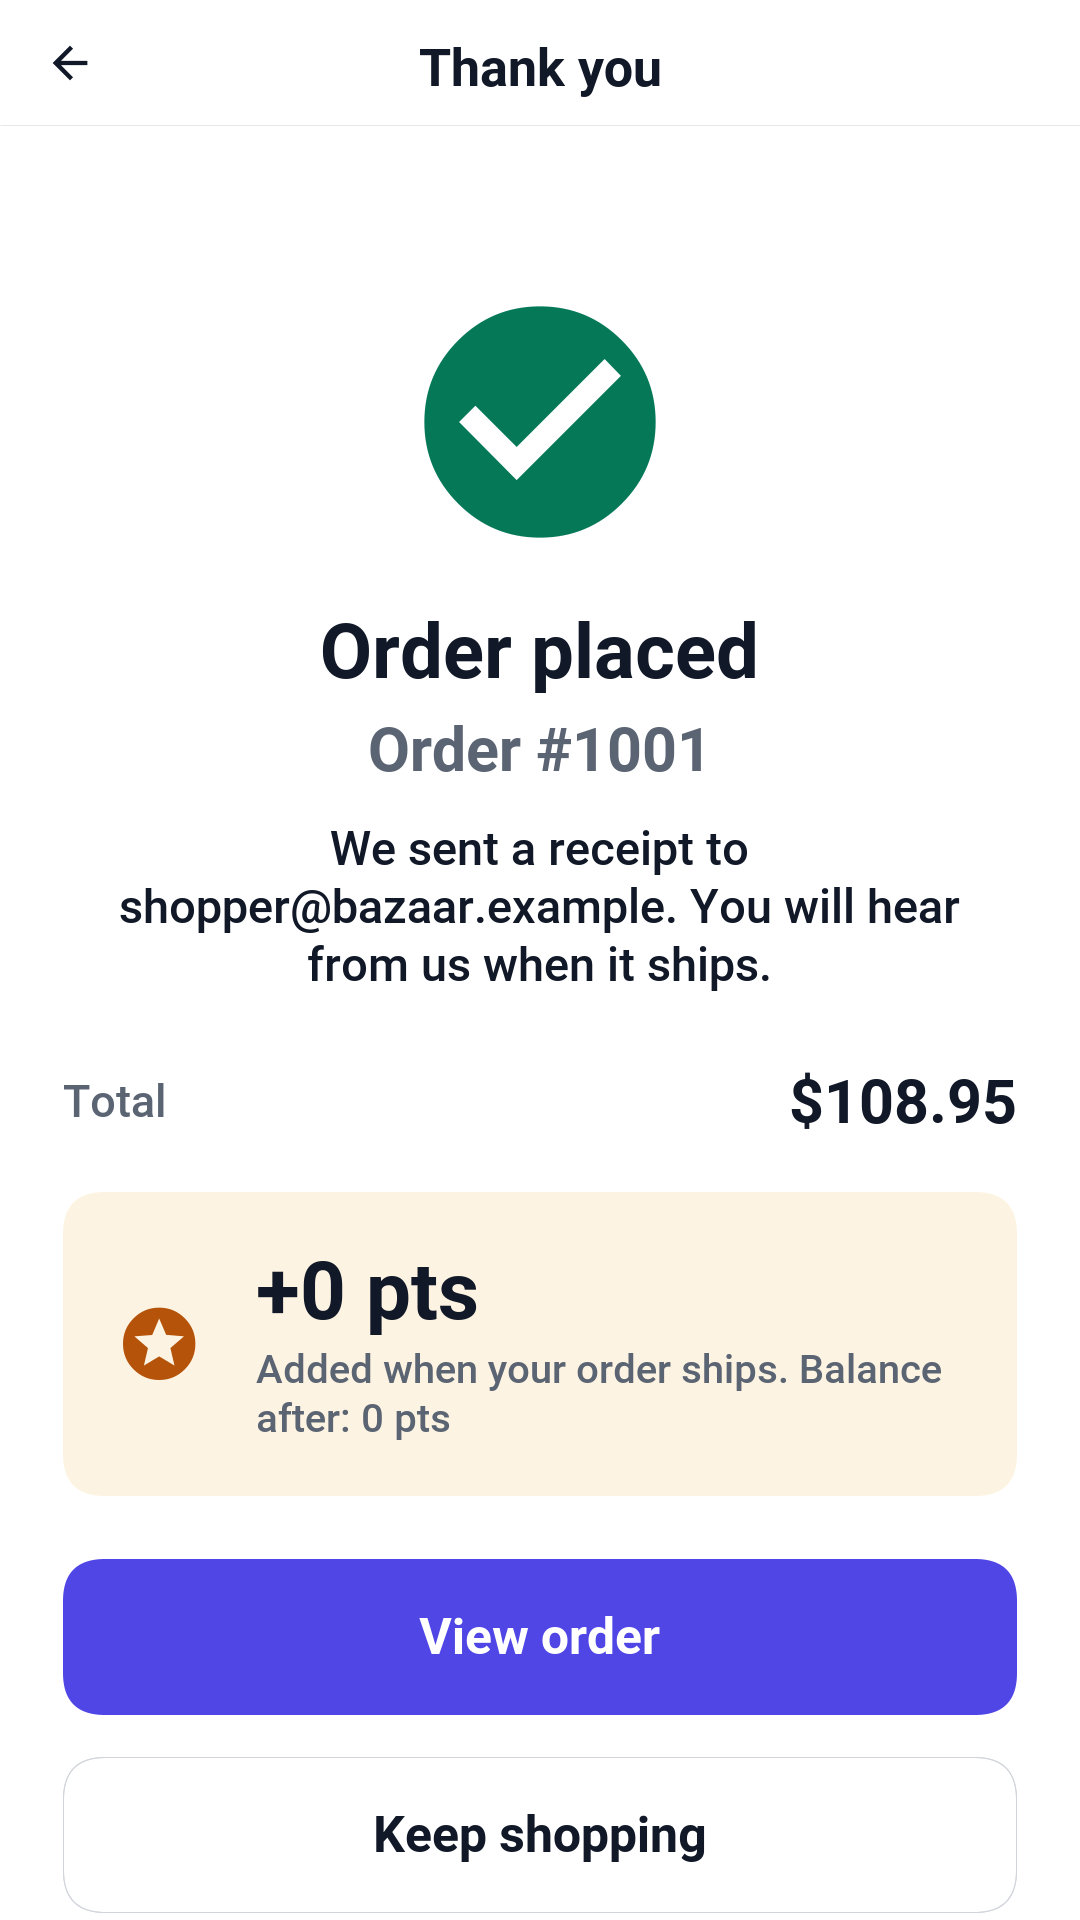 Thank you
Order placed
Order #1001
We sent a receipt to
shopper@bazaar.example. You will hear
from us when it ships.
Total
$108.95
+0 pts
Added when your order ships. Balance
after: 0 pts
View order
Keep shopping